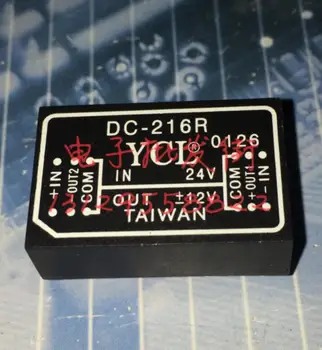 DC-216R
YCL® 0126
IN 24V
OUT ±12V
TAIWAN
+IN
OUT2
COM
COM
+OUT1
-IN
电子